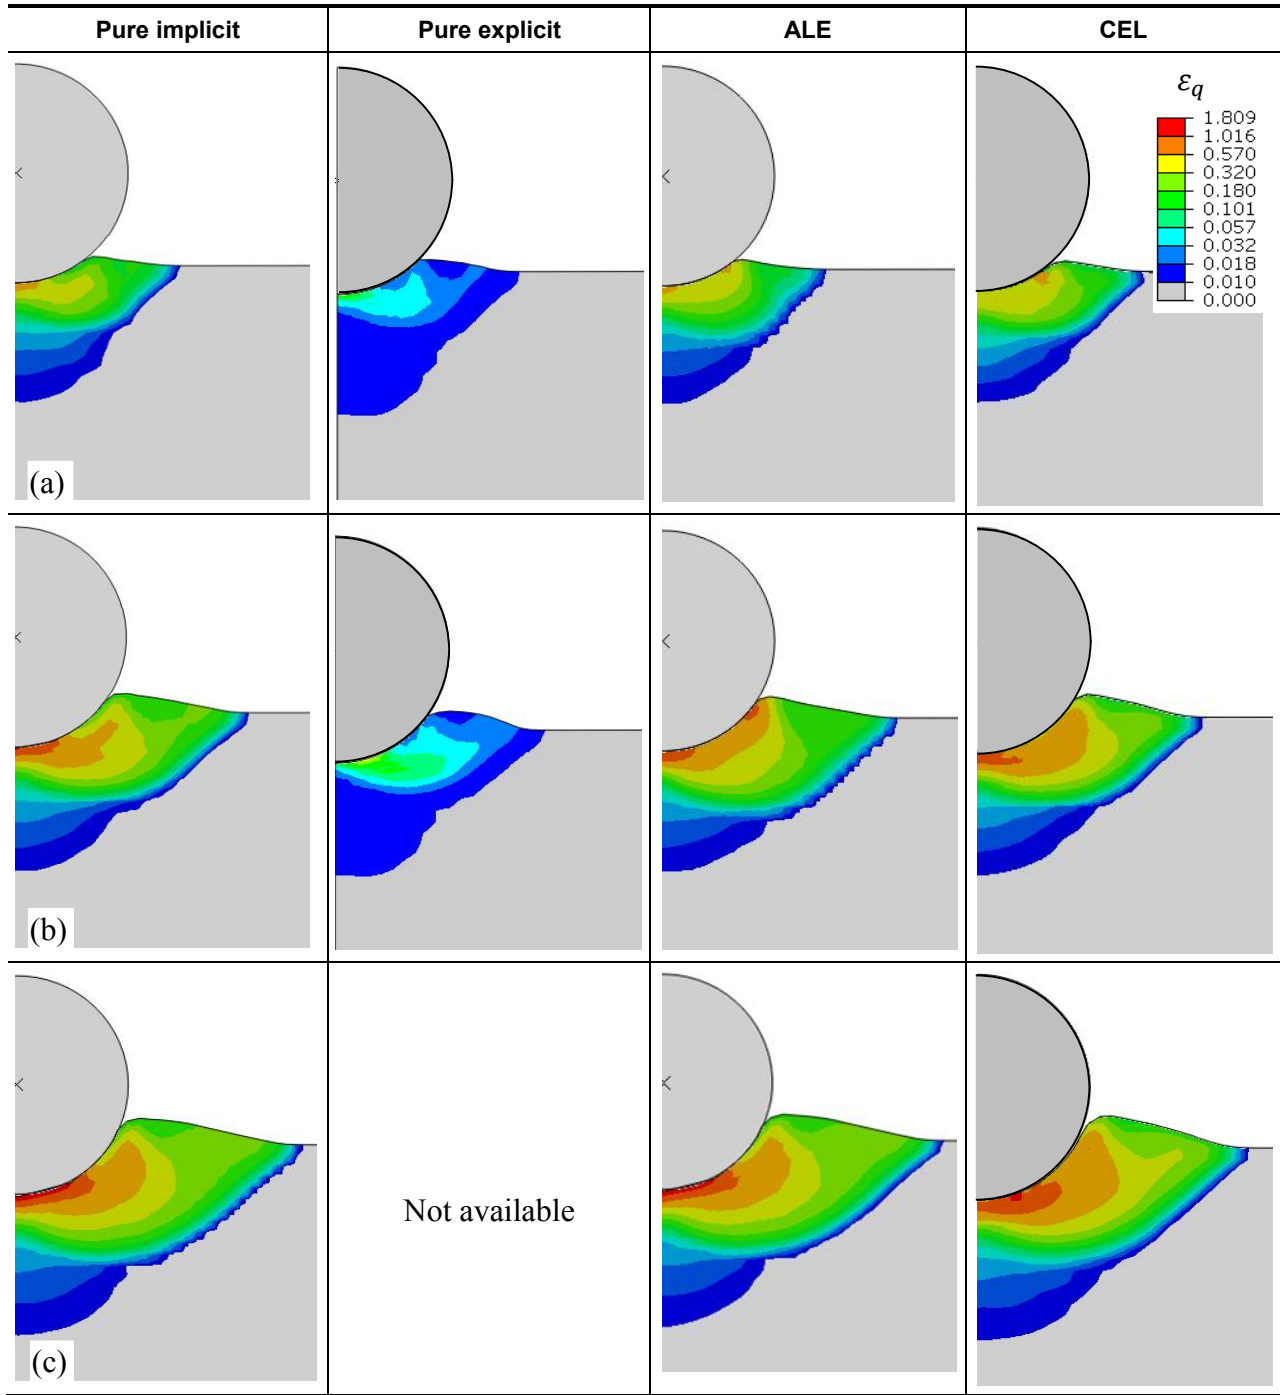 Pure implicit Pure explicit ALE CEL
ε_q
1.809
1.016
0.570
0.320
0.180
0.101
0.057
0.032
0.018
0.010
0.000
(a)
(b)
Not available
(c)